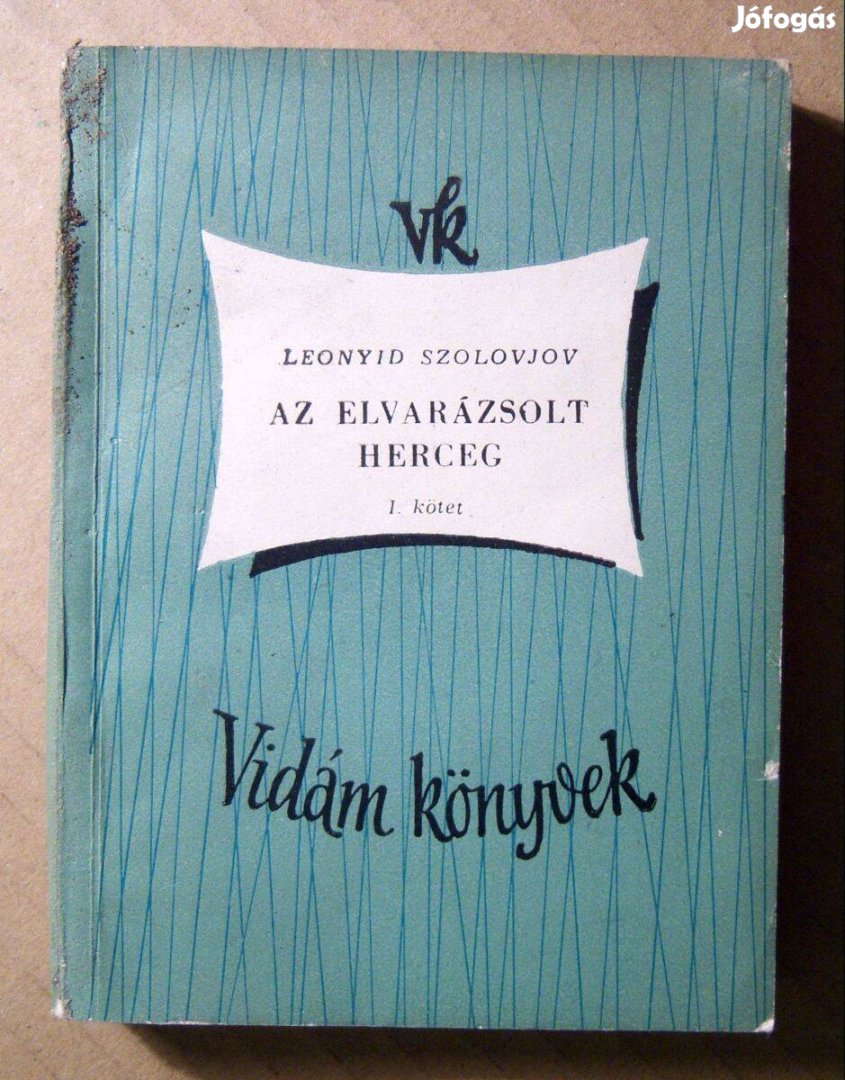 Jófogás
vk
LEONYID SZOLOVJOV
AZ ELVARÁZSOLT
HERCEG
I. kötet
Vidám könyvek